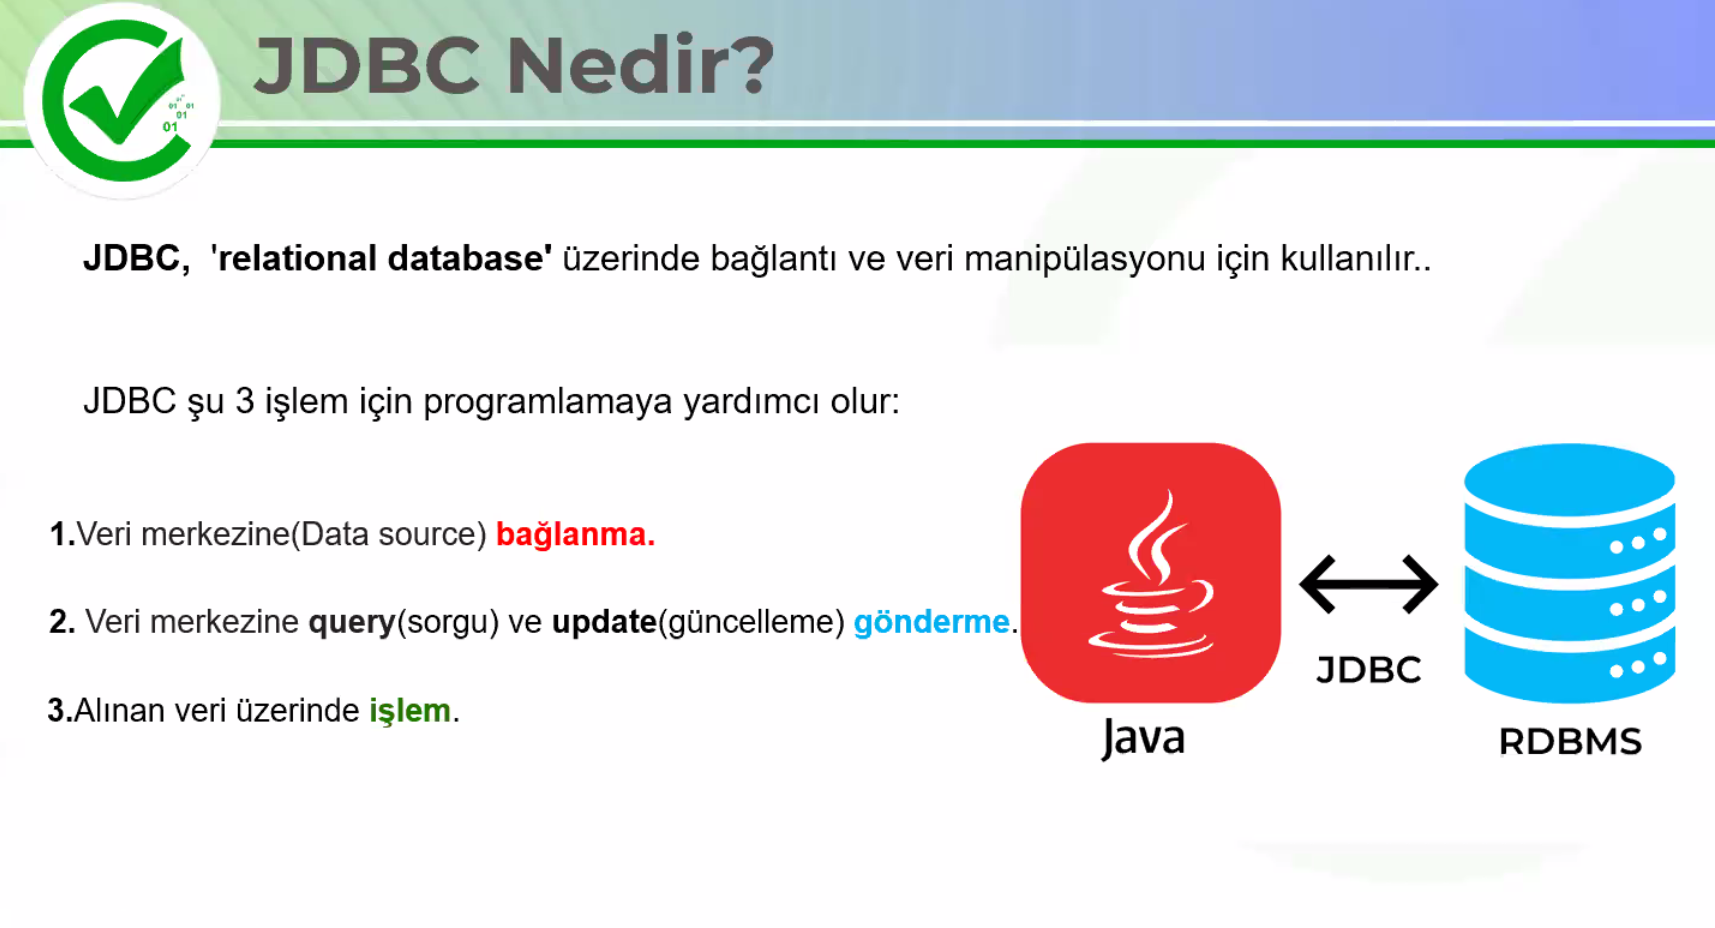 JDBC Nedir?
01 01
01
01
JDBC, 'relational database' üzerinde bağlantı ve veri manipülasyonu için kullanılır..
JDBC şu 3 işlem için programlamaya yardımcı olur:
1.Veri merkezine(Data source) bağlanma.
2. Veri merkezine query(sorgu) ve update(güncelleme) gönderme.
3.Alınan veri üzerinde işlem.
JDBC
Java
RDBMS